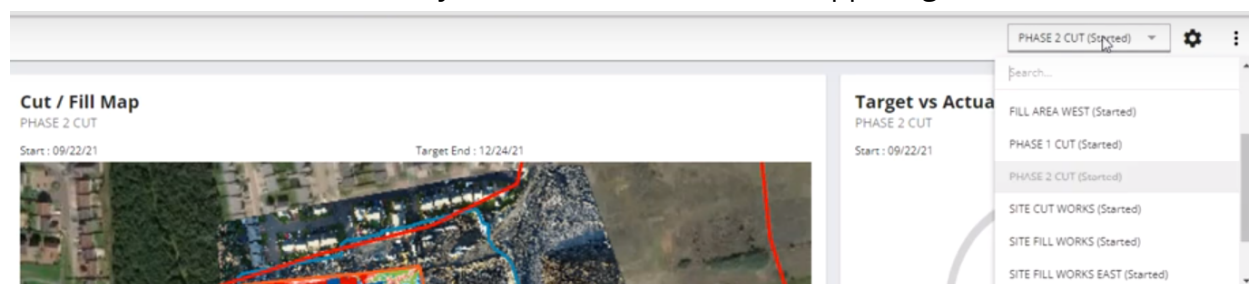 PHASE 2 CUT (Started)
Search...
Cut / Fill Map
PHASE 2 CUT
Start : 09/22/21
Target End : 12/24/21
Target vs Actua
PHASE 2 CUT
Start : 09/22/21
FILL AREA WEST (Started)
PHASE 1 CUT (Started)
PHASE 2 CUT (Started)
SITE CUT WORKS (Started)
SITE FILL WORKS (Started)
SITE FILL WORKS EAST (Started)